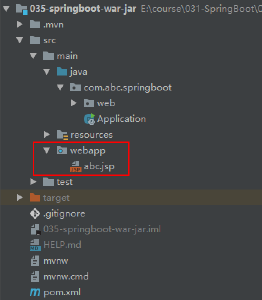 035-springboot-war-jar E:\course\031-SpringBoot\
.mvn
src
main
java
com.abc.springboot
web
Application
resources
webapp
abc.jsp
test
target
.gitignore
035-springboot-war-jar.iml
HELP.md
mvnw
mvnw.cmd
pom.xml